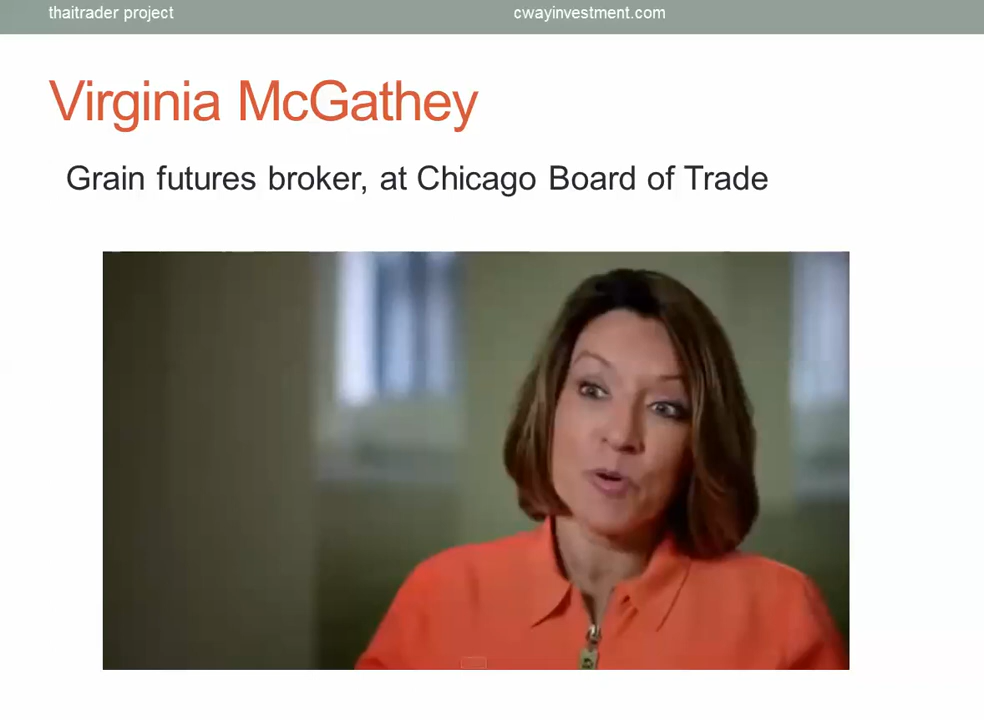 thaitrader project cwayinvestment.com
Virginia McGathey
Grain futures broker, at Chicago Board of Trade